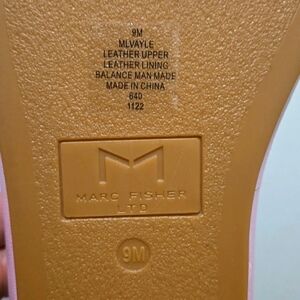 9M
MLVAYLE
LEATHER UPPER
LEATHER LINING
BALANCE MAN MADE
MADE IN CHINA
640
1122
M
MARC FISHER
LTD
9M